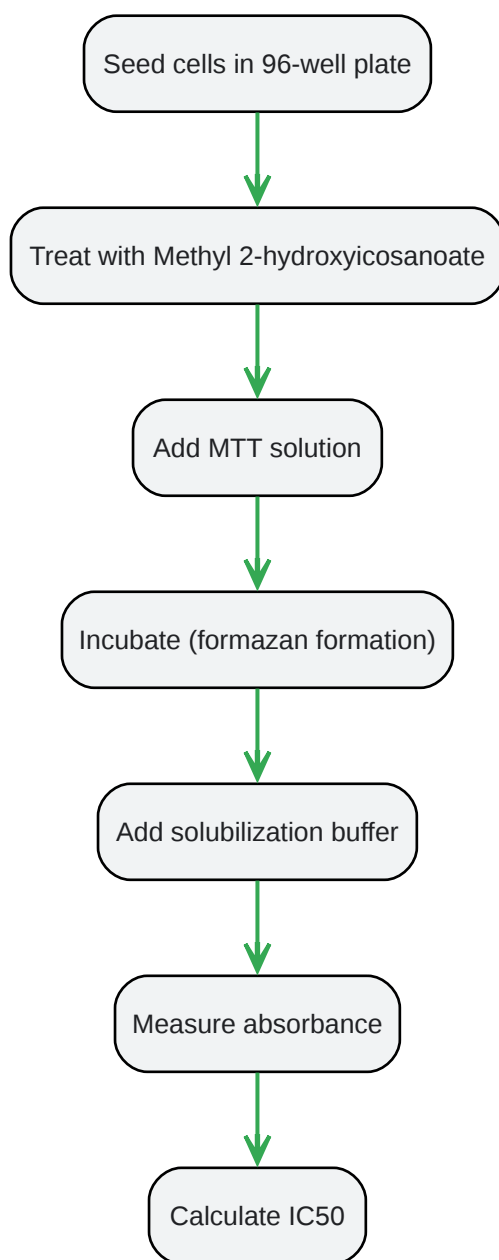 Seed cells in 96-well plate
Treat with Methyl 2-hydroxyicosanoate
Add MTT solution
Incubate (formazan formation)
Add solubilization buffer
Measure absorbance
Calculate IC50